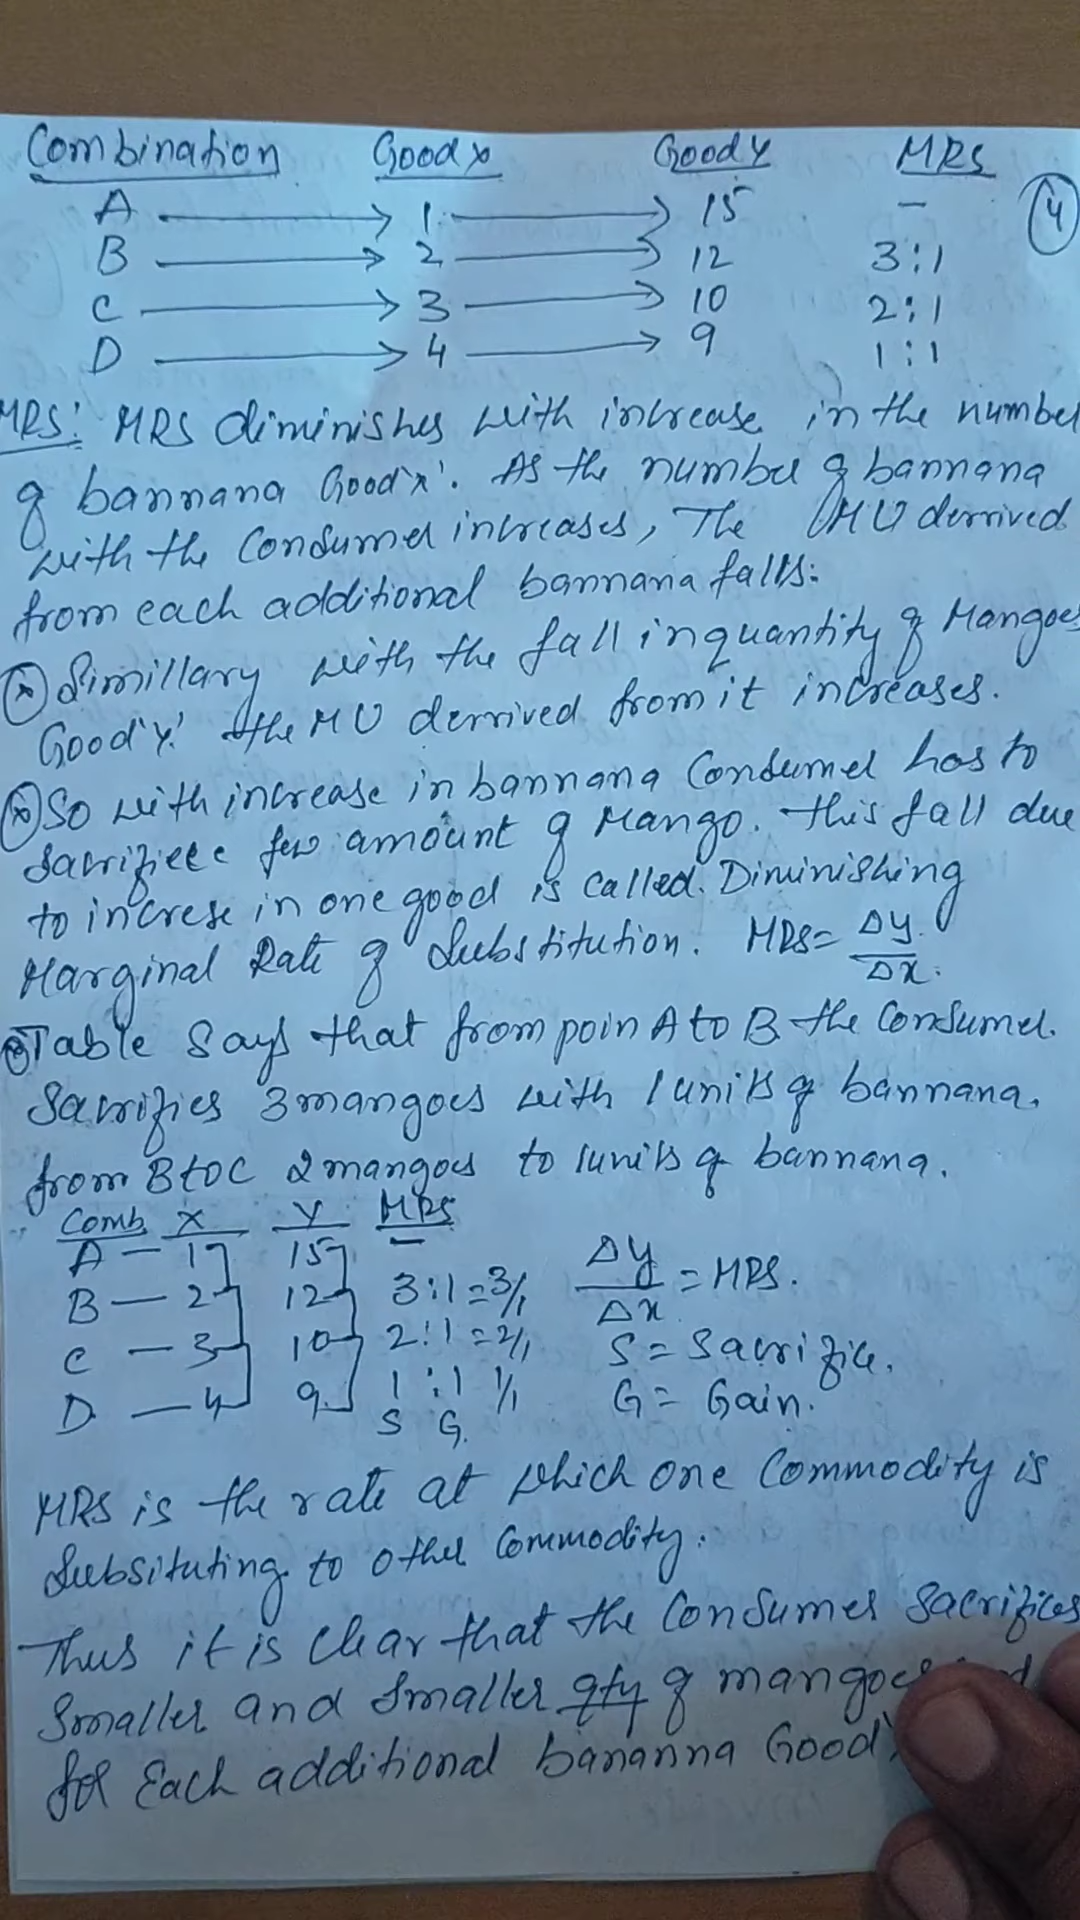 Combination Good x Good y MRS
A → 1 → 15 - 4
B → 2 → 12 3:1
C → 3 → 10 2:1
D → 4 → 9 1:1
MRS: MRS diminishes with increase in the number
of bannana Good 'x'. As the number of bannana
with the Consumer increases, The MU derrived
from each additional bannana falls.
Simillary with the fall in quantity of Mangoes
Good 'y' the MU derrived from it increases.
So with increase in bannana Consumer has to
Sacrifiece few amount of Mango. this fall due
to increse in one good is Called. Diminishing
Marginal Rate of Substitution. MRS = Δy/Δx.
Table Says that from poin A to B the Consumer.
Sacrifies 3 mangoes with 1 units of bannana.
from B to C 2 mangoes to 1 units of bannana.
Comb X Y MRS
A - 1 15 - Δy/Δx = MRS.
B - 2 12 3:1 = 3/1
C - 3 10 2:1 = 2/1 S = Sacrifice.
D - 4 9 1:1 1/1 G = Gain.
S G.
MRS is the rate at which one Commodity is
Subsituting to other Commodity.
Thus it is clear that the Consumer Sacrifices
Smaller and Smaller qty of mangoes
for Each additional bananna Good